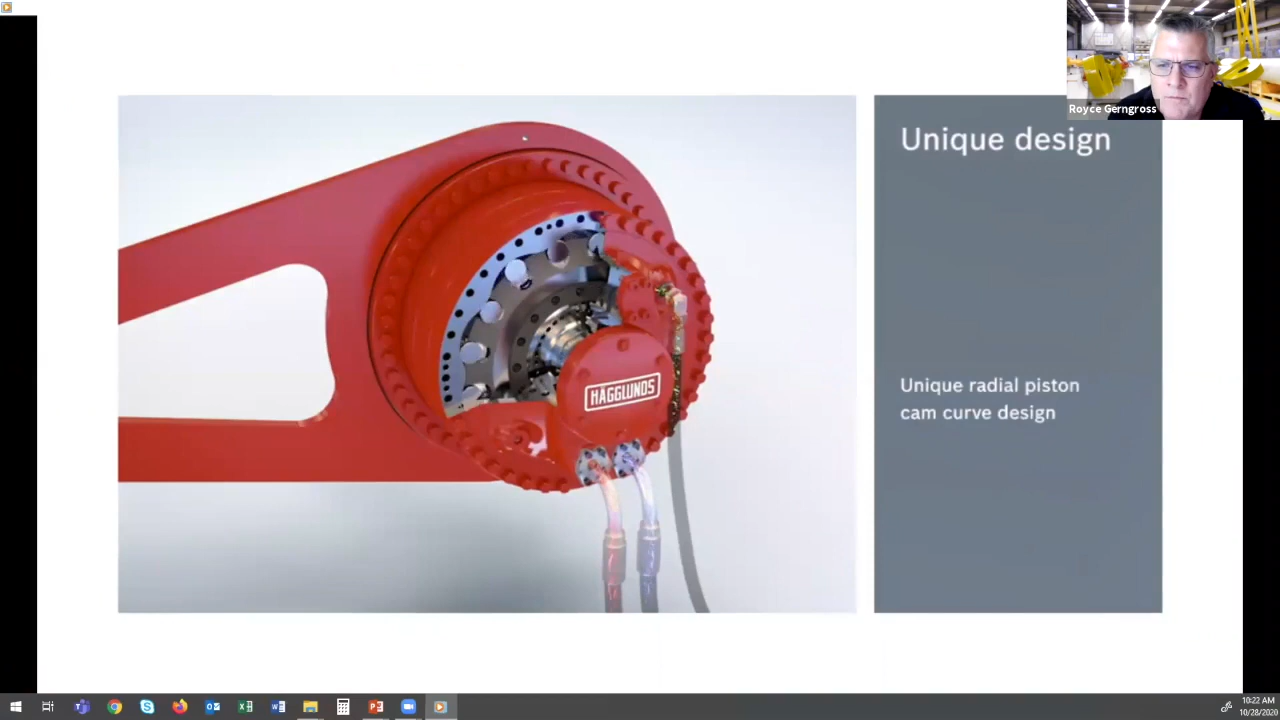 Royce Gerngross
Unique design
Unique radial piston
cam curve design
HÄGGLUNDS
10:22 AM
10/28/2020